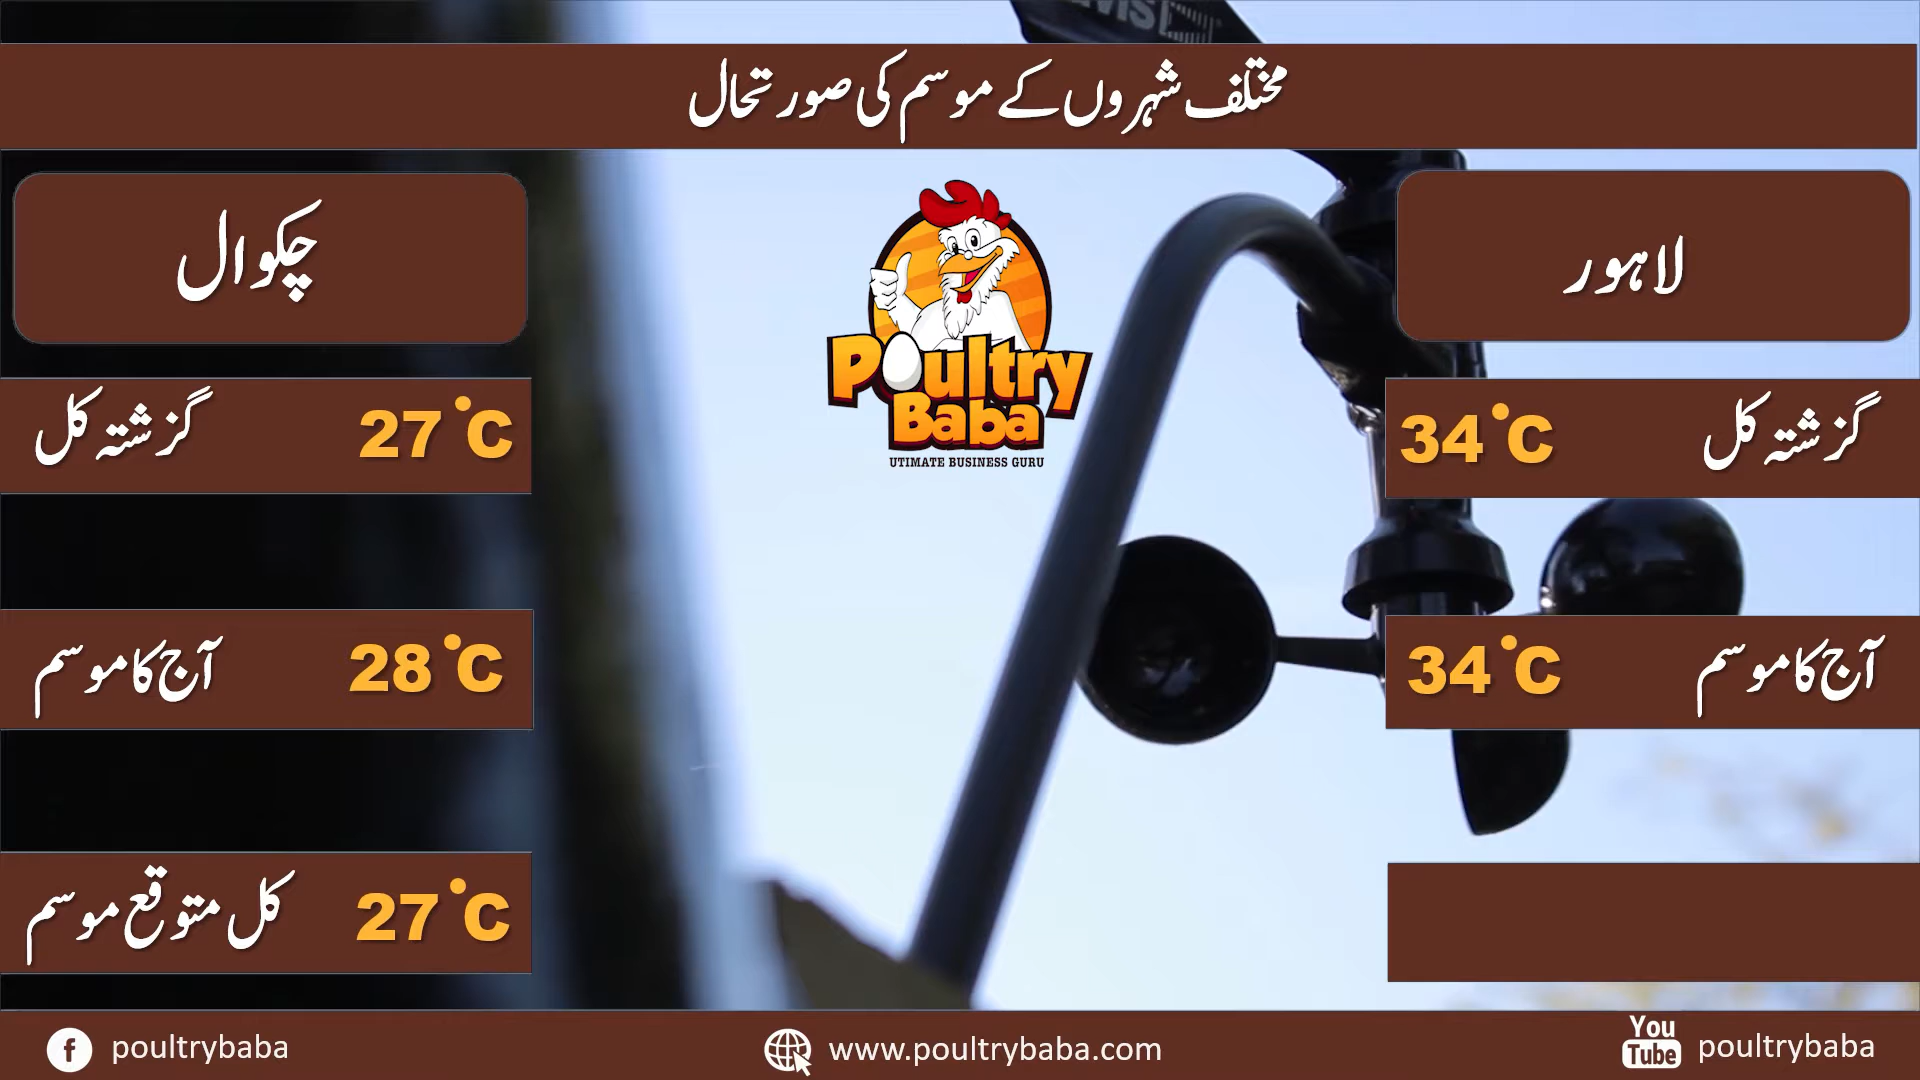 مختلف شہروں کے موسم کی صورتحال
لاہور
گزشتہ کل 34°C
آج کا موسم 34°C
چکوال
گزشتہ کل 27°C
آج کا موسم 28°C
کل متوقع موسم 27°C
Poultry
Baba
UTIMATE BUSINESS GURU
poultrybaba
www.poultrybaba.com
You
Tube
poultrybaba